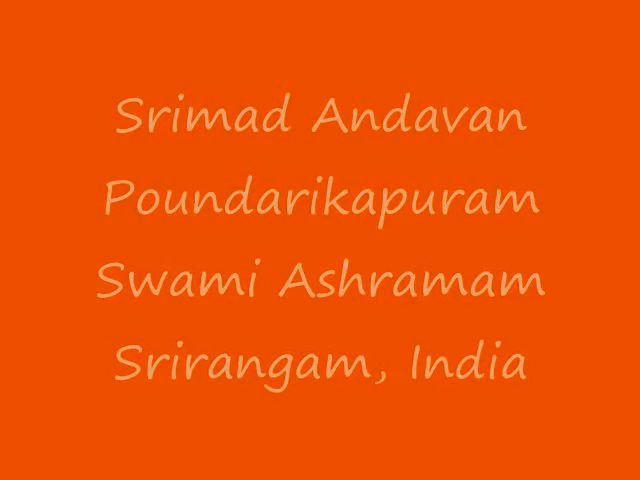 Srimad Andavan
Poundarikapuram
Swami Ashramam
Srirangam, India